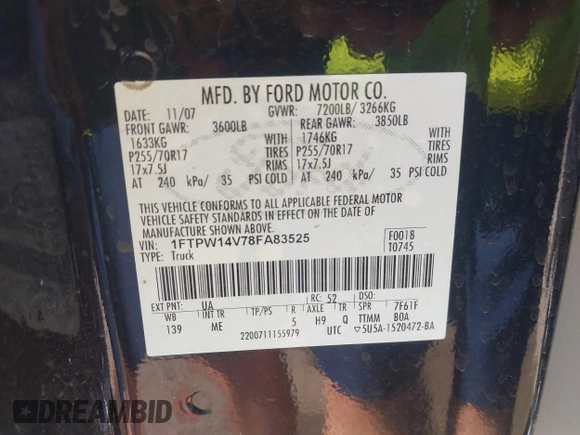 MFD. BY FORD MOTOR CO.
DATE: 11/07 GVWR: 7200LB/ 3266KG
FRONT GAWR: 3600LB REAR GAWR: 3850LB
1633KG WITH 1746KG WITH
P255/70R17 TIRES P255/70R17 TIRES
17x7.5J RIMS 17x7.5J RIMS
AT 240 kPa/ 35 PSI COLD AT 240 kPa/ 35 PSI COLD
THIS VEHICLE CONFORMS TO ALL APPLICABLE FEDERAL MOTOR
VEHICLE SAFETY STANDARDS IN EFFECT ON THE DATE OF
MANUFACTURE SHOWN ABOVE.
VIN: 1FTPW14V78FA83525 F0018
TYPE: Truck T0745
EXT PNT: UA RC: 52 DSO:
WB INT TR TP/PS R AXLE TR SPR 7F61F
139 ME 5 H9 Q TTMM BOA
2200711155979 UTC ▽5U5A-1520472-BA
DREAMBID